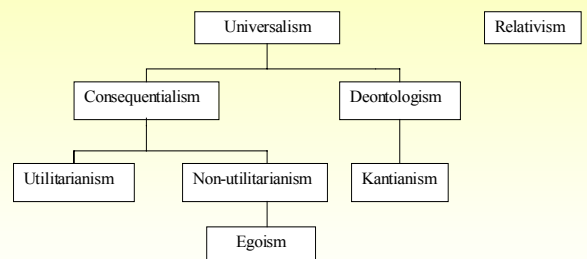 Universalism
Relativism
Consequentialism
Deontologism
Utilitarianism
Non-utilitarianism
Kantianism
Egoism